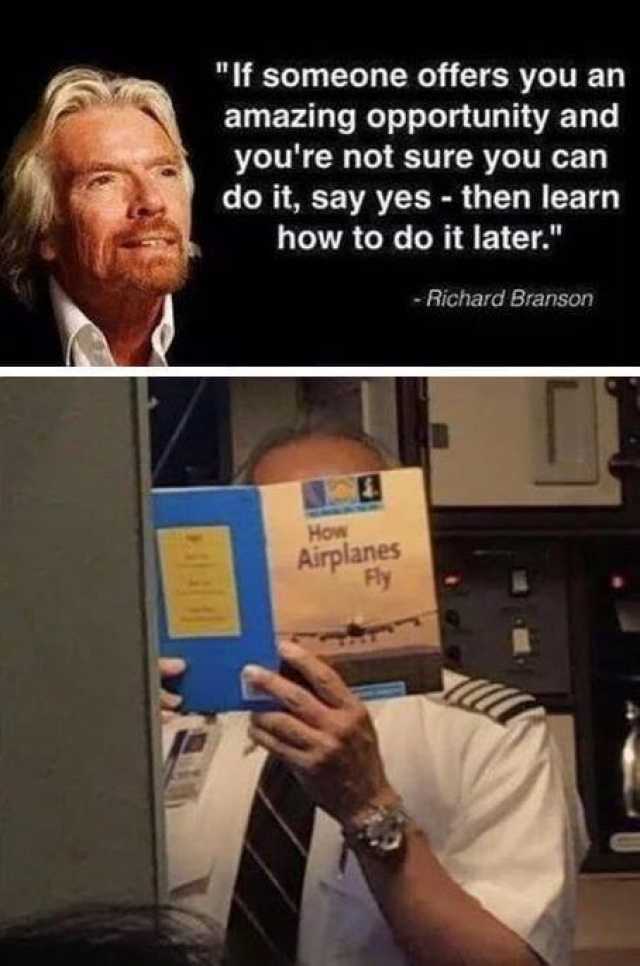 "If someone offers you an
amazing opportunity and
you're not sure you can
do it, say yes - then learn
how to do it later."
- Richard Branson
How
Airplanes
Fly